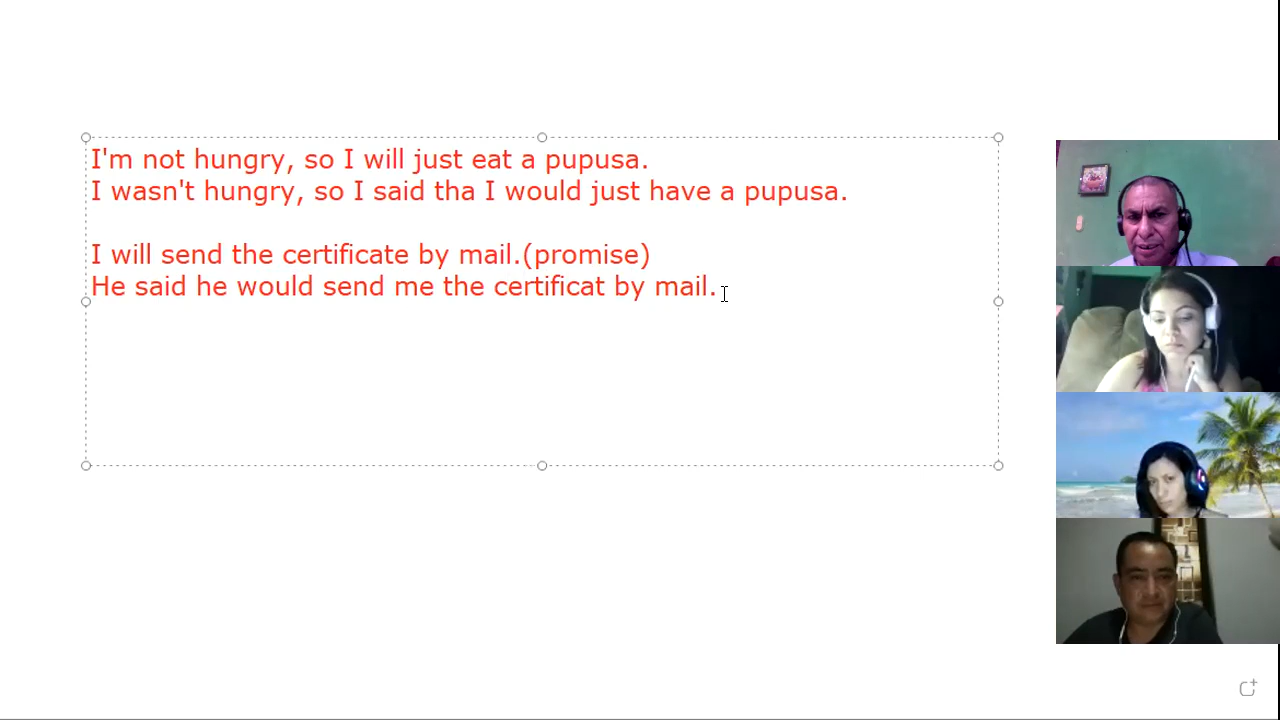 I'm not hungry, so I will just eat a pupusa.
I wasn't hungry, so I said tha I would just have a pupusa.
I will send the certificate by mail.(promise)
He said he would send me the certificat by mail.